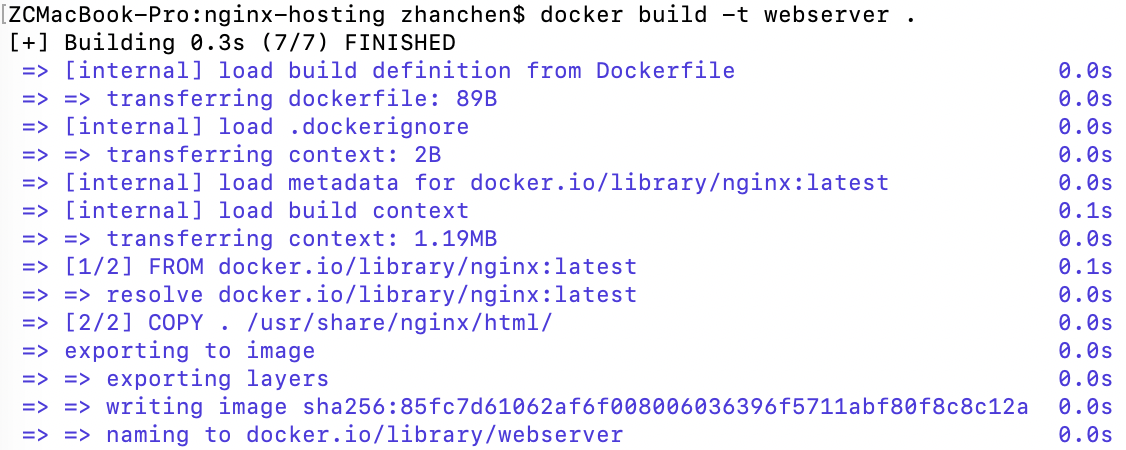 [ZCMacBook-Pro:nginx-hosting zhanchen$ docker build -t webserver .
[+] Building 0.3s (7/7) FINISHED
=> [internal] load build definition from Dockerfile 0.0s
=> => transferring dockerfile: 89B 0.0s
=> [internal] load .dockerignore 0.0s
=> => transferring context: 2B 0.0s
=> [internal] load metadata for docker.io/library/nginx:latest 0.0s
=> [internal] load build context 0.1s
=> => transferring context: 1.19MB 0.0s
=> [1/2] FROM docker.io/library/nginx:latest 0.1s
=> => resolve docker.io/library/nginx:latest 0.0s
=> [2/2] COPY . /usr/share/nginx/html/ 0.0s
=> exporting to image 0.0s
=> => exporting layers 0.0s
=> => writing image sha256:85fc7d61062af6f008006036396f5711abf80f8c8c12a 0.0s
=> => naming to docker.io/library/webserver 0.0s